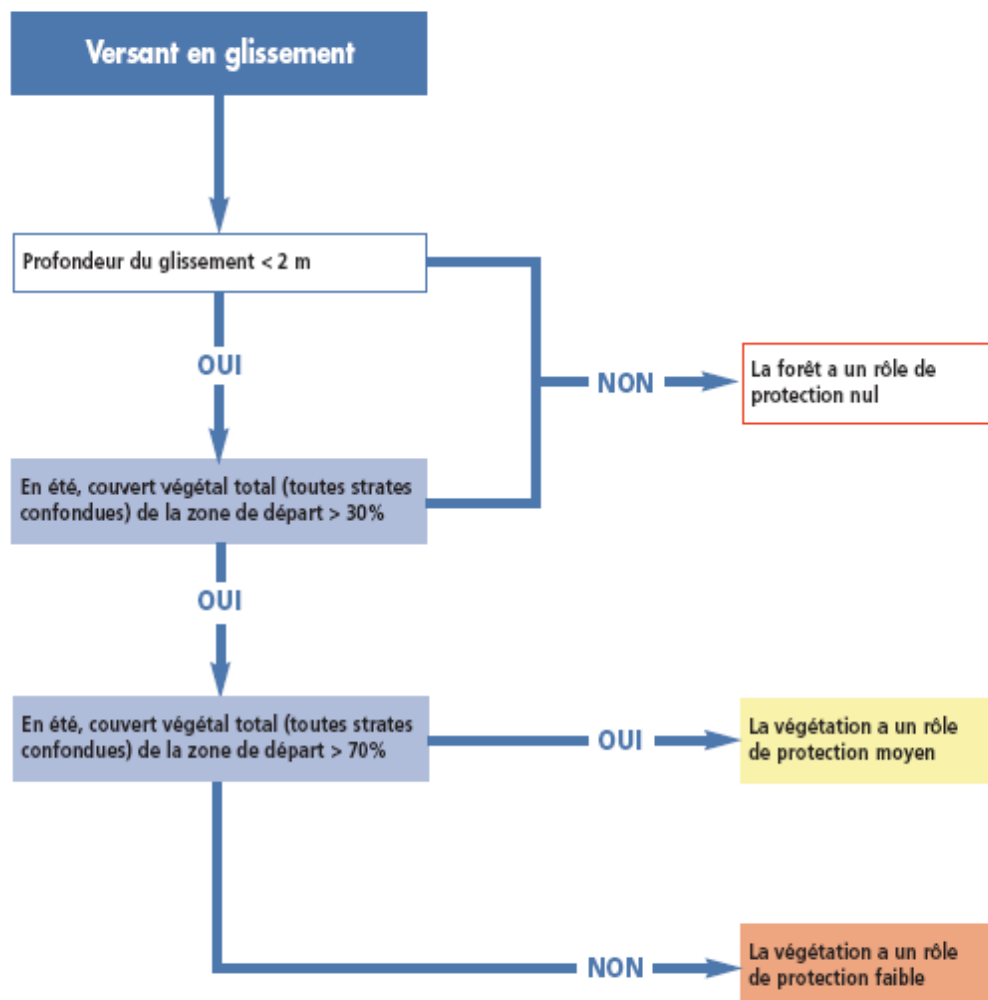 Versant en glissement
Profondeur du glissement < 2 m
OUI
NON
La forêt a un rôle de
protection nul
En été, couvert végétal total (toutes strates
confondues) de la zone de départ > 30%
OUI
En été, couvert végétal total (toutes strates
confondues) de la zone de départ > 70%
OUI
La végétation a un rôle
de protection moyen
NON
La végétation a un rôle
de protection faible